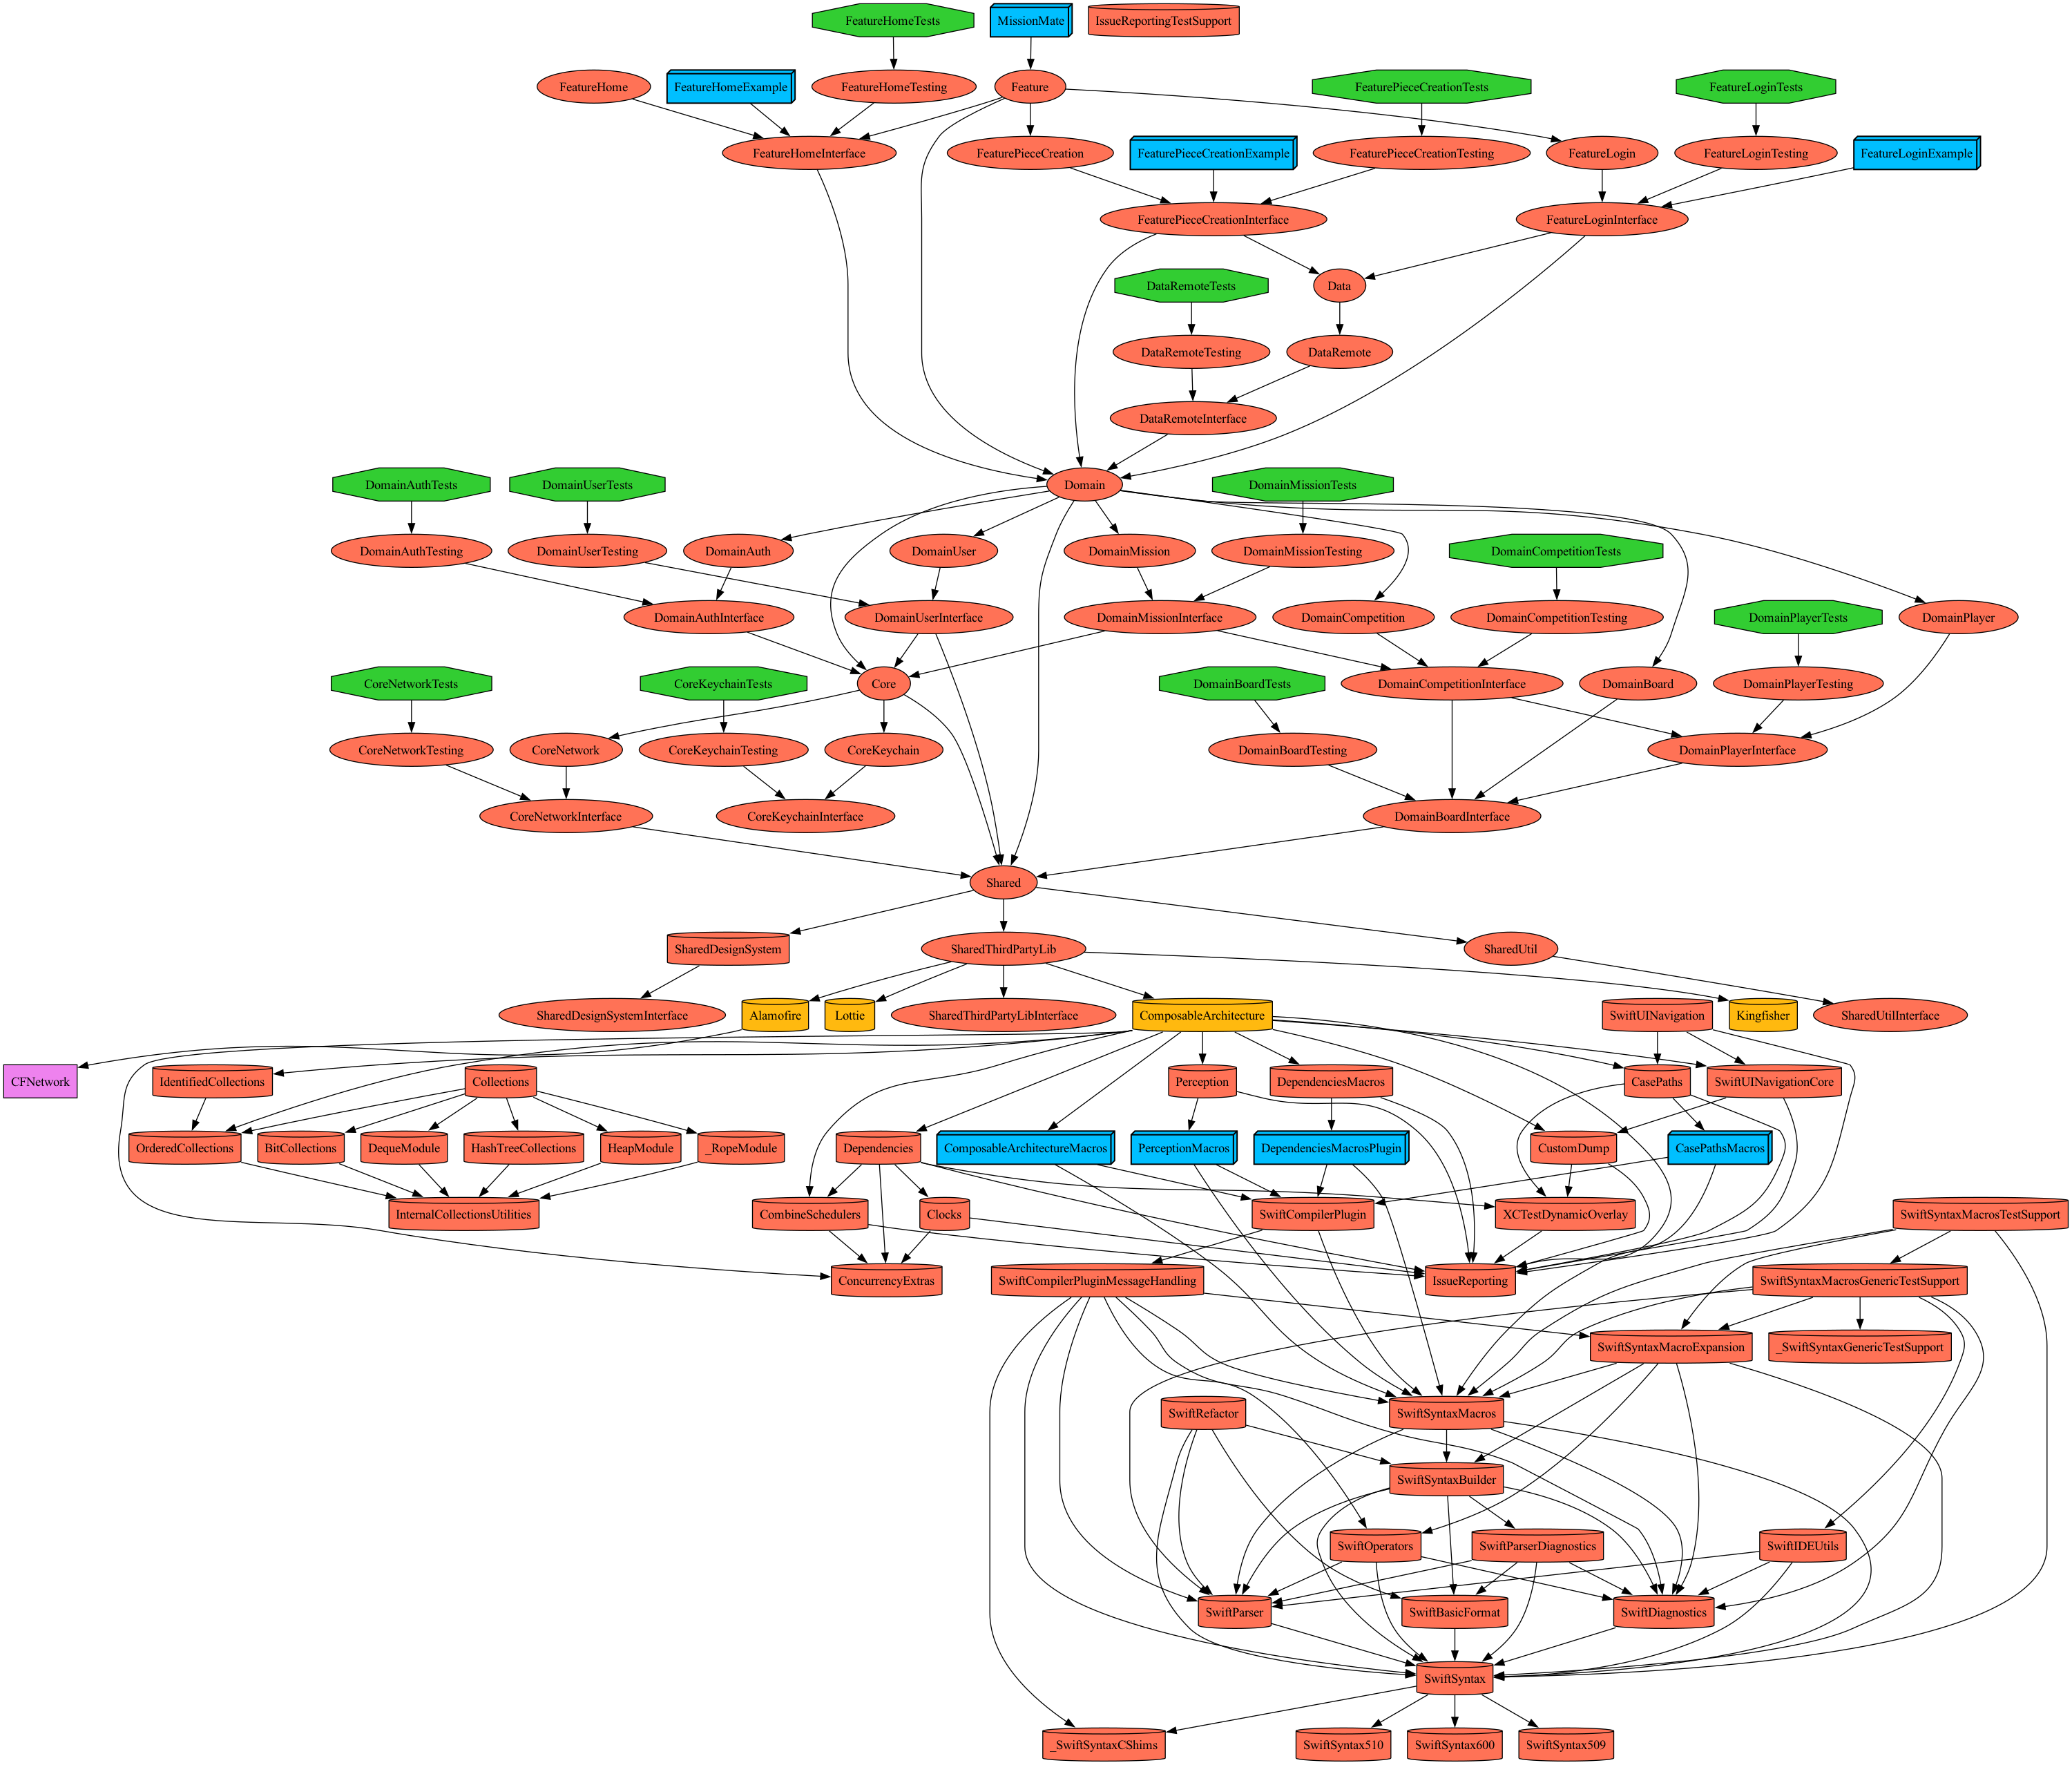 FeatureHomeTests
MissionMate
IssueReportingTestSupport
FeatureHome
FeatureHomeExample
FeatureHomeTesting
Feature
FeaturePieceCreationTests
FeatureLoginTests
FeatureHomeInterface
FeaturePieceCreation
FeaturePieceCreationExample
FeaturePieceCreationTesting
FeatureLogin
FeatureLoginTesting
FeatureLoginExample
FeaturePieceCreationInterface
FeatureLoginInterface
DataRemoteTests
Data
DataRemoteTesting
DataRemote
DataRemoteInterface
DomainAuthTests
DomainUserTests
Domain
DomainMissionTests
DomainAuthTesting
DomainUserTesting
DomainAuth
DomainUser
DomainMission
DomainMissionTesting
DomainCompetitionTests
DomainAuthInterface
DomainUserInterface
DomainMissionInterface
DomainCompetition
DomainCompetitionTesting
DomainPlayerTests
DomainPlayer
CoreNetworkTests
CoreKeychainTests
Core
DomainBoardTests
DomainCompetitionInterface
DomainBoard
DomainPlayerTesting
CoreNetworkTesting
CoreNetwork
CoreKeychainTesting
CoreKeychain
DomainBoardTesting
DomainPlayerInterface
CoreNetworkInterface
CoreKeychainInterface
DomainBoardInterface
Shared
SharedDesignSystem
SharedThirdPartyLib
SharedUtil
SharedDesignSystemInterface
Alamofire
Lottie
SharedThirdPartyLibInterface
ComposableArchitecture
SwiftUINavigation
Kingfisher
SharedUtilInterface
CFNetwork
IdentifiedCollections
Collections
Perception
DependenciesMacros
CasePaths
SwiftUINavigationCore
OrderedCollections
BitCollections
DequeModule
HashTreeCollections
HeapModule
_RopeModule
Dependencies
ComposableArchitectureMacros
PerceptionMacros
DependenciesMacrosPlugin
CustomDump
CasePathsMacros
InternalCollectionsUtilities
CombineSchedulers
Clocks
SwiftCompilerPlugin
XCTestDynamicOverlay
SwiftSyntaxMacrosTestSupport
ConcurrencyExtras
SwiftCompilerPluginMessageHandling
IssueReporting
SwiftSyntaxMacrosGenericTestSupport
SwiftSyntaxMacroExpansion
_SwiftSyntaxGenericTestSupport
SwiftRefactor
SwiftSyntaxMacros
SwiftSyntaxBuilder
SwiftOperators
SwiftParserDiagnostics
SwiftIDEUtils
SwiftParser
SwiftBasicFormat
SwiftDiagnostics
SwiftSyntax
_SwiftSyntaxCShims
SwiftSyntax510
SwiftSyntax600
SwiftSyntax509